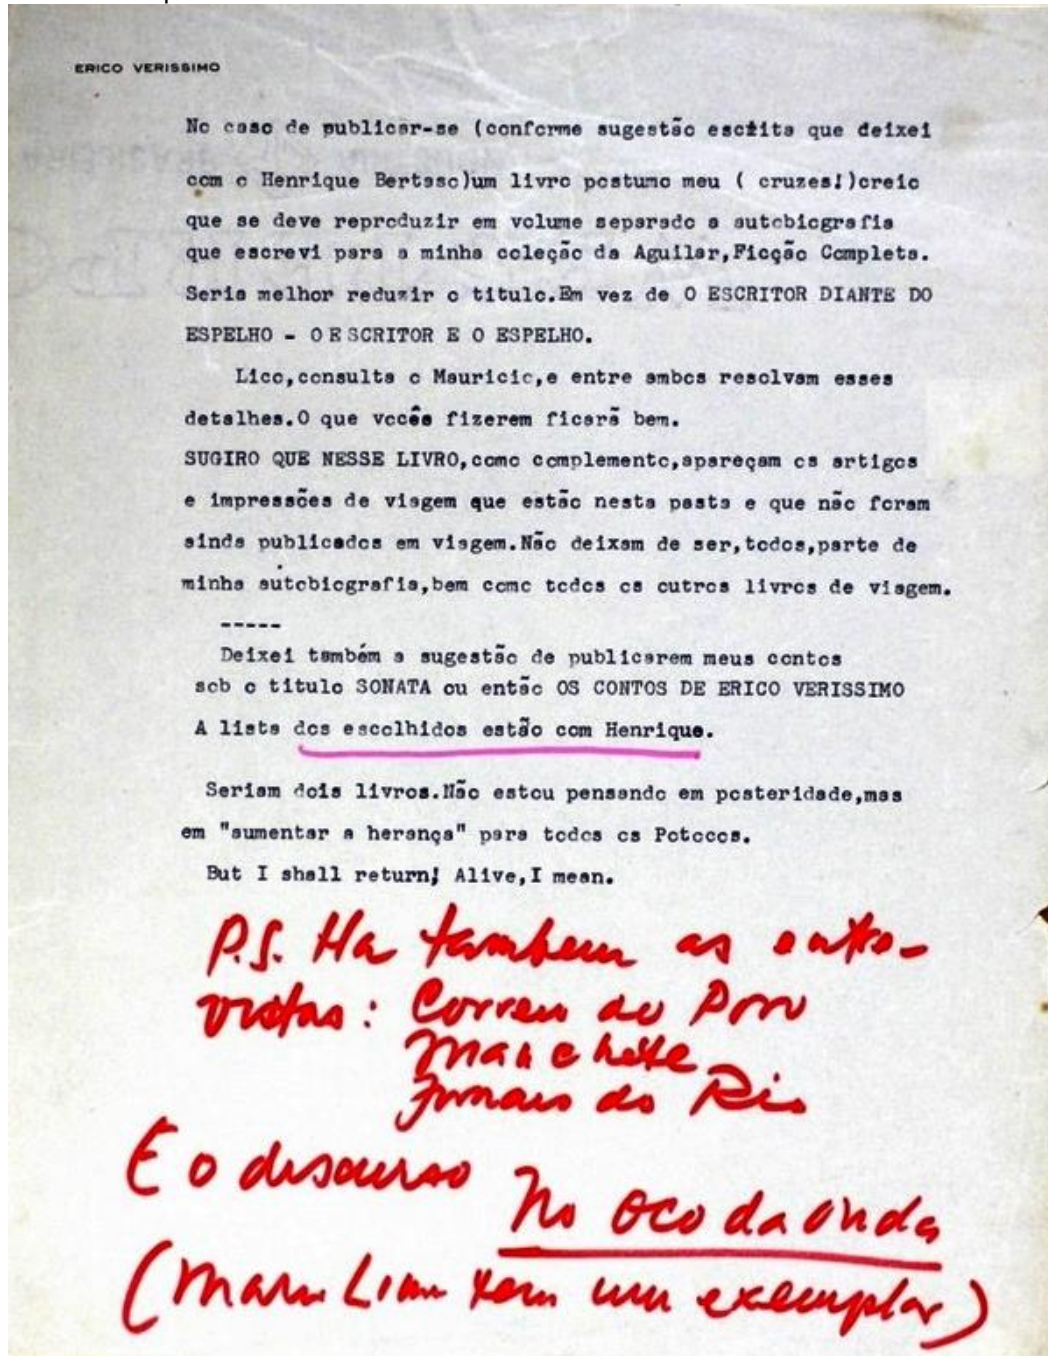 ERICO VERISSIMO
No caso de publicar-se (conforme sugestão escŕita que deixei
com o Henrique Bertaso)um livro postumo meu ( cruzes!)creio
que se deve reproduzir em volume separado a autobiografia
que escrevi para a minha coleção da Aguilar,Ficção Completa.
Seria melhor reduzir o titulo.Em vez de O ESCRITOR DIANTE DO
ESPELHO - O E SCRITOR E O ESPELHO.
Lico,consulta o Mauricio,e entre ambos resolvam esses
detalhes.O que vocês fizerem ficará bem.
SUGIRO QUE NESSE LIVRO,como complemento,apareçam os artigos
e impressões de viagem que estão nesta pasta e que não foram
ainda publicados em viagem.Não deixam de ser,todos,parte de
minha autobiografia,bem como todos os outros livros de viagem.
-----
Deixei também a sugestão de publicarem meus contos
sob o titulo SONATA ou então OS CONTOS DE ERICO VERISSIMO
A lista dos escolhidos estão com Henrique.
Seriam dois livros.Não estou pensando em posteridade,mas
em "aumentar a herança" para todos os Potocos.
But I shall return! Alive,I mean.
P.S. Ha tambem as entre-
vistas: Correio do Povo
Manchete
Jornais do Rio
E o discurso No oco da onda
( Lima tem um exemplar)